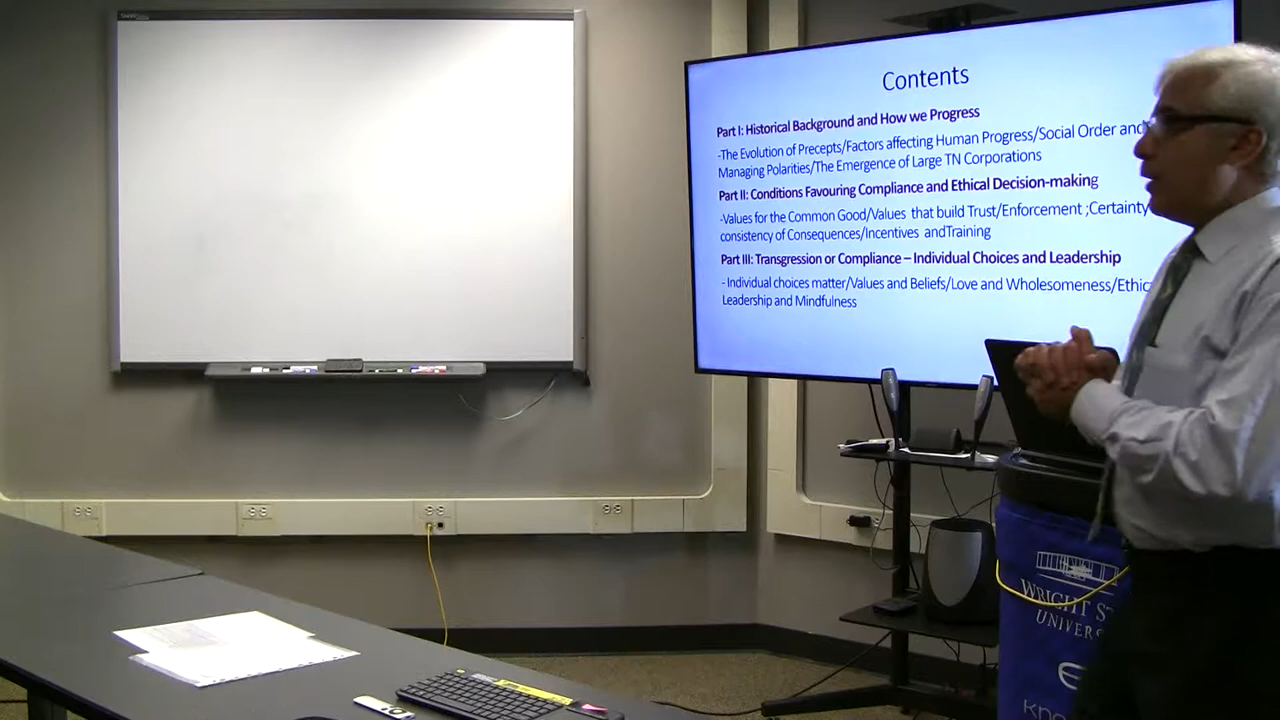 Contents
Part I: Historical Background and How we Progress
-The Evolution of Precepts/Factors affecting Human Progress/Social Order and
Managing Polarities/The Emergence of Large TN Corporations
Part II: Conditions Favouring Compliance and Ethical Decision-making
-Values for the Common Good/Values that build Trust/Enforcement ;Certainty
consistency of Consequences/Incentives andTraining
Part III: Transgression or Compliance – Individual Choices and Leadership
- Individual choices matter/Values and Beliefs/Love and Wholesomeness/Ethic
Leadership and Mindfulness
WRIGHT ST
UNIVERS